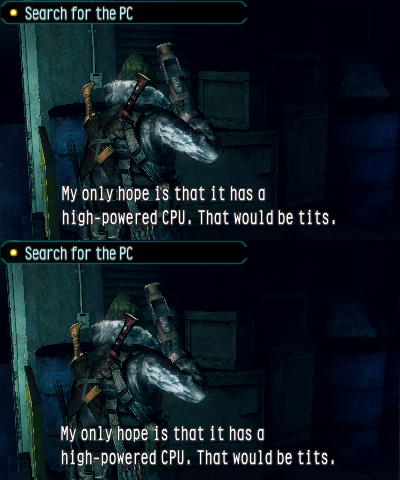 Search for the PC
My only hope is that it has a
high-powered CPU. That would be tits.
Search for the PC
My only hope is that it has a
high-powered CPU. That would be tits.